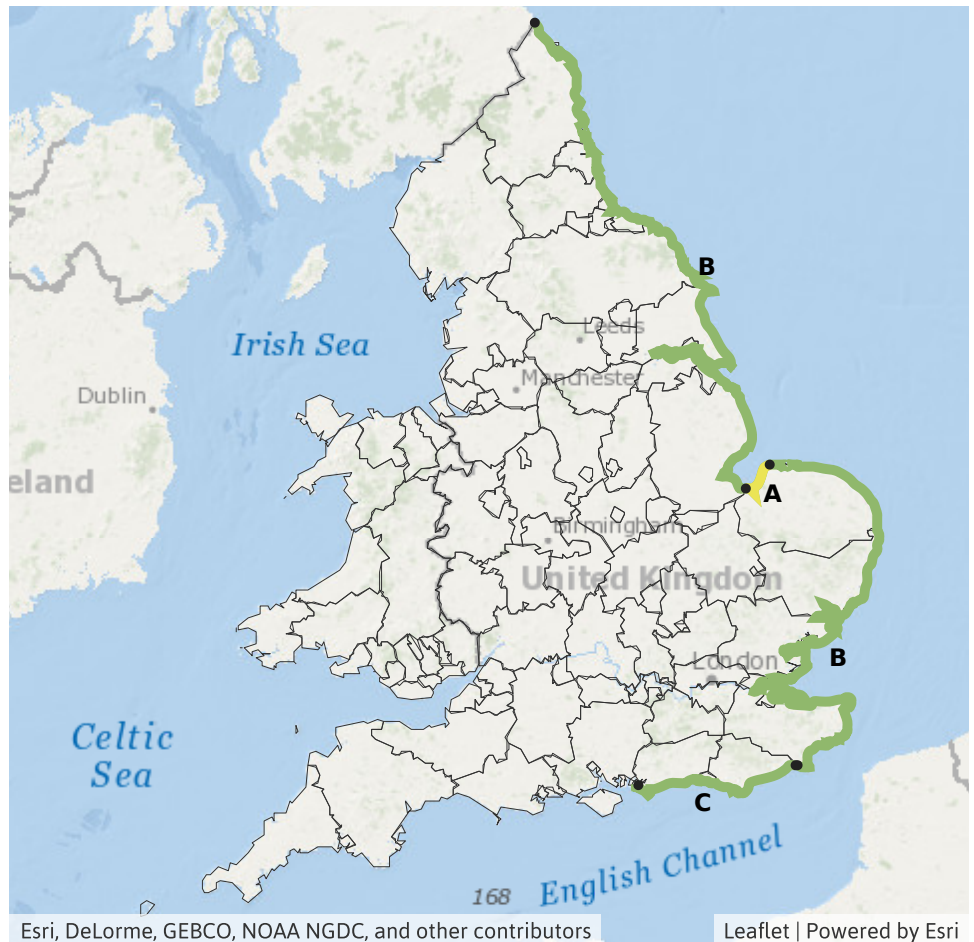 B
Leeds
Irish Sea
Manchester
Dublin
eland
A
Birmingham
United Kingdom
B
London
Celtic
Sea
C
English Channel
168
Esri, DeLorme, GEBCO, NOAA NGDC, and other contributors
Leaflet | Powered by Esri